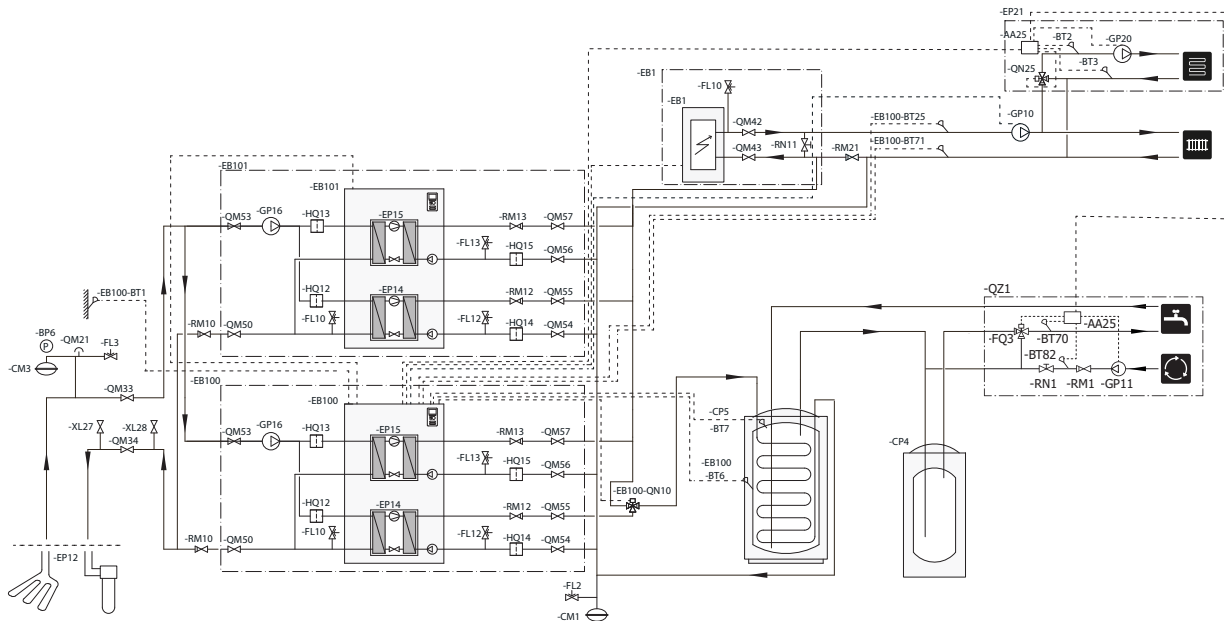 -EP21
-AA25
-BT2
-GP20
-BT3
-QN25
-EB1
-FL10
-EB1
-QM42
-QM43
-RN11
-RM21
-EB100-BT25
-EB100-BT71
-GP10
-EB101
-EB101
-QM53
-GP16
-HQ13
-EP15
-RM13
-QM57
-FL13
-HQ15
-QM56
-HQ12
-EP14
-RM12
-QM55
-FL10
-FL12
-HQ14
-QM54
-RM10
-QM50
-EB100-BT1
-BP6
P
-QM21
-FL3
-CM3
-QM33
-XL27
-XL28
-QM34
-EB100
-EB100
-QM53
-GP16
-HQ13
-EP15
-RM13
-QM57
-FL13
-HQ15
-QM56
-HQ12
-EP14
-RM12
-QM55
-FL10
-FL12
-HQ14
-QM54
-RM10
-QM50
-EP12
-EB100-QN10
-CP5
-BT7
-EB100
-BT6
-FL2
-CM1
-CP4
-QZ1
-AA25
-FQ3
-BT70
-BT82
-RN1
-RM1
-GP11